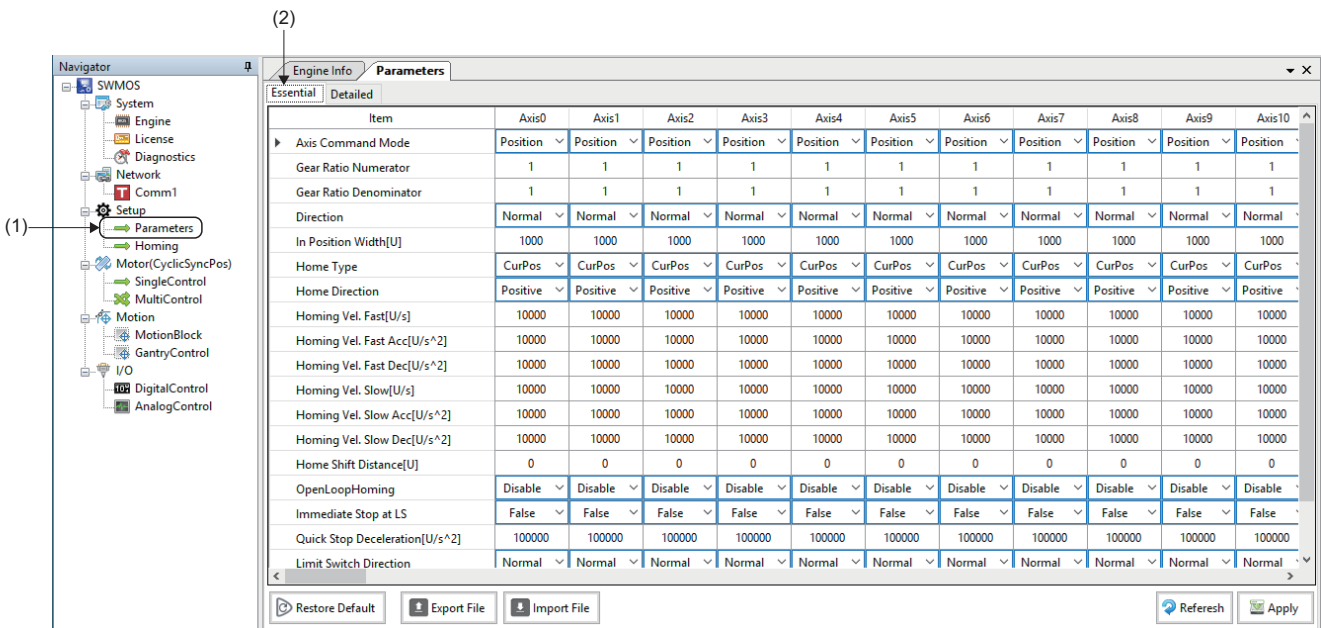 (2)
Navigator
Engine Info Parameters
SWMOS
Essential Detailed
System
Item Axis0 Axis1 Axis2 Axis3 Axis4 Axis5 Axis6 Axis7 Axis8 Axis9 Axis10
Engine
License
Axis Command Mode Position Position Position Position Position Position Position Position Position Position Position
Diagnostics
Gear Ratio Numerator 1 1 1 1 1 1 1 1 1 1 1
Network
Comm1
Gear Ratio Denominator 1 1 1 1 1 1 1 1 1 1 1
Setup
Direction Normal Normal Normal Normal Normal Normal Normal Normal Normal Normal Normal
(1)
Parameters
Homing
In Position Width[U] 1000 1000 1000 1000 1000 1000 1000 1000 1000 1000 1000
Motor(CyclicSyncPos)
Home Type CurPos CurPos CurPos CurPos CurPos CurPos CurPos CurPos CurPos CurPos CurPos
SingleControl
Home Direction Positive Positive Positive Positive Positive Positive Positive Positive Positive Positive Positive
MultiControl
Motion
Homing Vel. Fast[U/s] 10000 10000 10000 10000 10000 10000 10000 10000 10000 10000 10000
MotionBlock
Homing Vel. Fast Acc[U/s^2] 10000 10000 10000 10000 10000 10000 10000 10000 10000 10000 10000
GantryControl
Homing Vel. Fast Dec[U/s^2] 10000 10000 10000 10000 10000 10000 10000 10000 10000 10000 10000
I/O
DigitalControl
Homing Vel. Slow[U/s] 10000 10000 10000 10000 10000 10000 10000 10000 10000 10000 10000
AnalogControl
Homing Vel. Slow Acc[U/s^2] 10000 10000 10000 10000 10000 10000 10000 10000 10000 10000 10000
Homing Vel. Slow Dec[U/s^2] 10000 10000 10000 10000 10000 10000 10000 10000 10000 10000 10000
Home Shift Distance[U] 0 0 0 0 0 0 0 0 0 0 0
OpenLoopHoming Disable Disable Disable Disable Disable Disable Disable Disable Disable Disable Disable
Immediate Stop at LS False False False False False False False False False False False
Quick Stop Deceleration[U/s^2] 100000 100000 100000 100000 100000 100000 100000 100000 100000 100000 100000
Limit Switch Direction Normal Normal Normal Normal Normal Normal Normal Normal Normal Normal Normal
Restore Default Export File Import File Referesh Apply